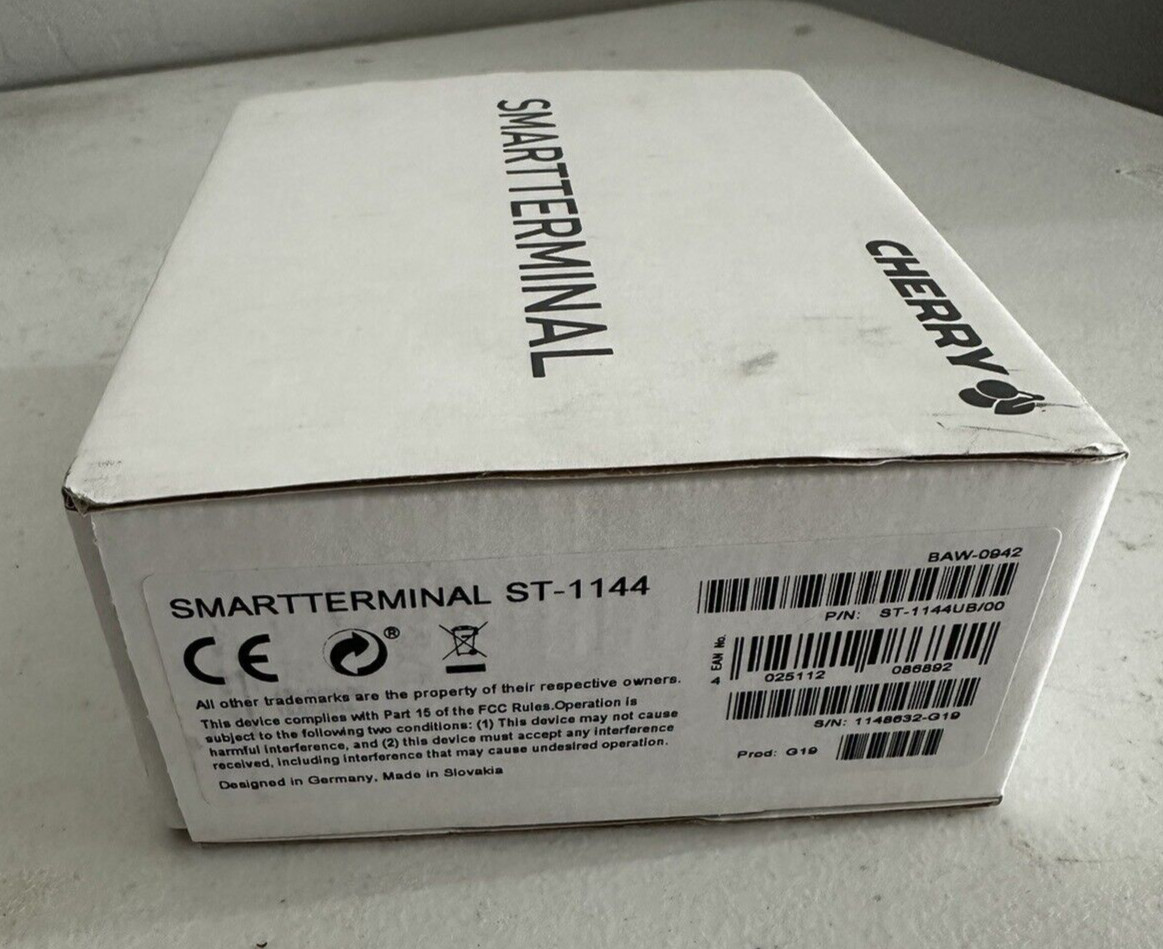 SMARTTERMINAL
CHERRY
SMARTTERMINAL ST-1144
CE ®
All other trademarks are the property of their respective owners.
This device complies with Part 15 of the FCC Rules.Operation is
subject to the following two conditions: (1) This device may not cause
harmful interference, and (2) this device must accept any interference
received, including interference that may cause undesired operation.
Designed in Germany, Made in Slovakia
BAW-0942
P/N: ST-1144UB/00
EAN No.
4 025112 086892
S/N: 1148632-G19
Prod: G19